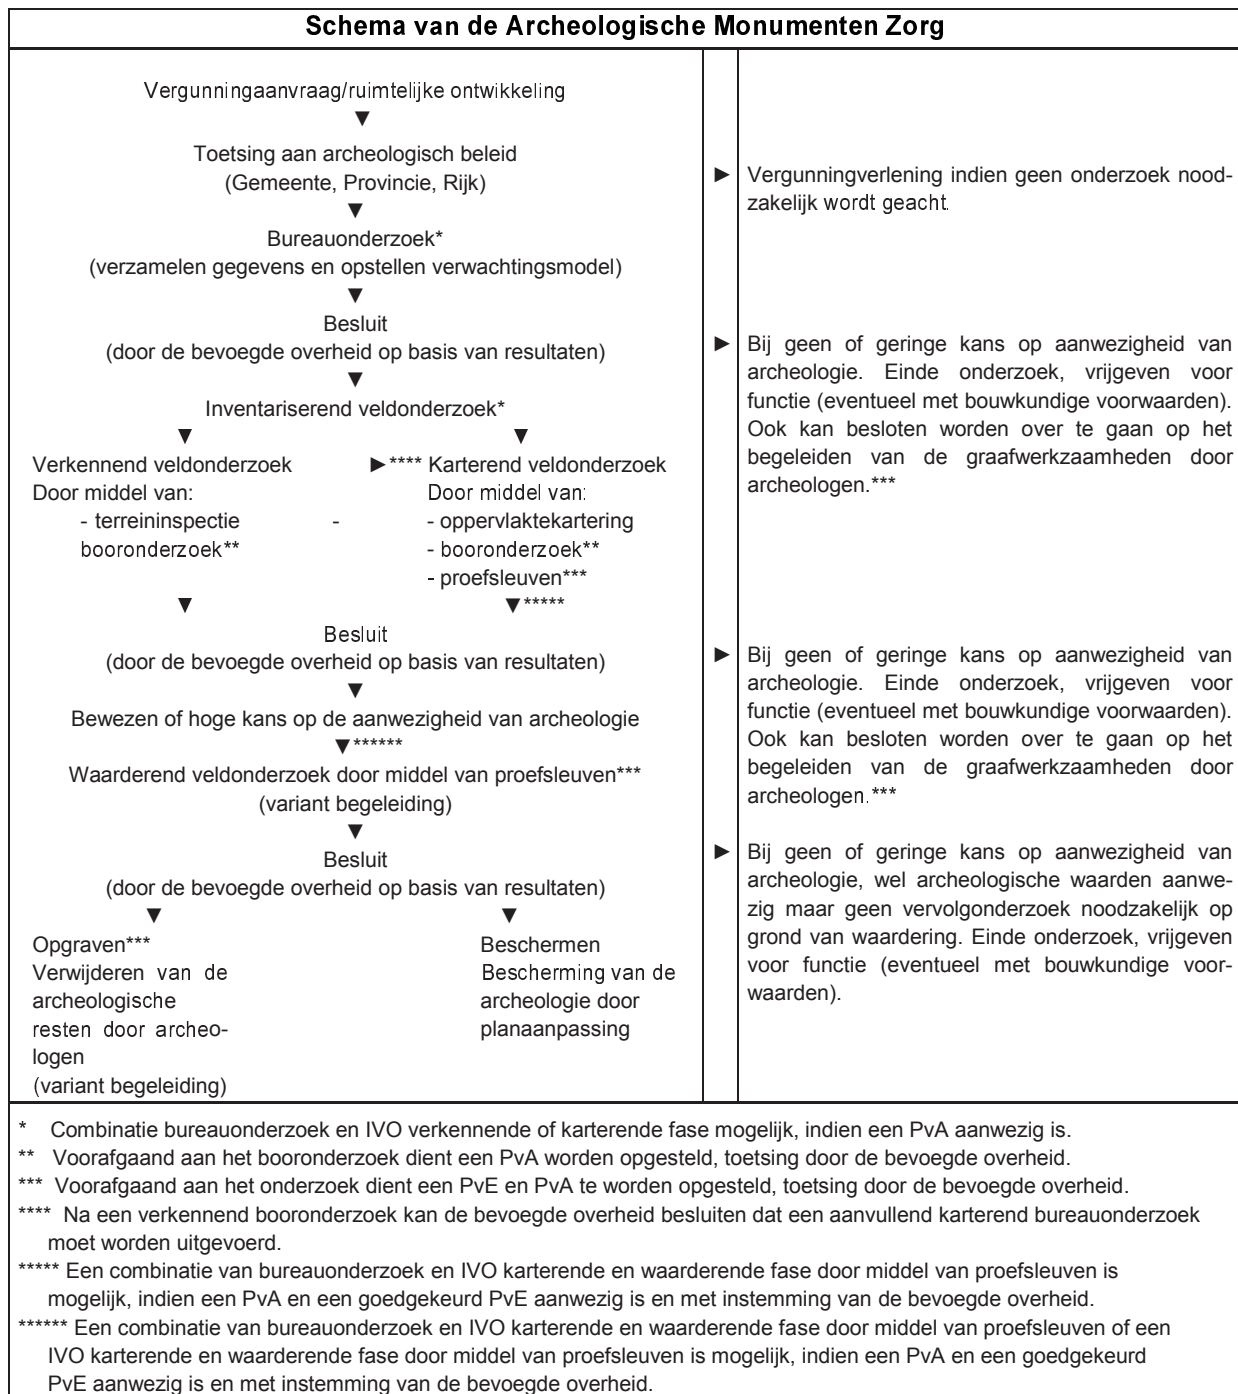 Schema van de Archeologische Monumenten Zorg
Vergunningaanvraag/ruimtelijke ontwikkeling
▼
Toetsing aan archeologisch beleid
(Gemeente, Provincie, Rijk)
▼
Bureauonderzoek*
(verzamelen gegevens en opstellen verwachtingsmodel)
▼
Besluit
(door de bevoegde overheid op basis van resultaten)
▼
Inventariserend veldonderzoek*
▼ ▼
Verkennend veldonderzoek ►**** Karterend veldonderzoek
Door middel van: Door middel van:
- terreininspectie - - oppervlaktekartering
booronderzoek** - booronderzoek**
- proefsleuven***
▼ ▼*****
Besluit
(door de bevoegde overheid op basis van resultaten)
▼
Bewezen of hoge kans op de aanwezigheid van archeologie
▼******
Waarderend veldonderzoek door middel van proefsleuven***
(variant begeleiding)
▼
Besluit
(door de bevoegde overheid op basis van resultaten)
▼ ▼
Opgraven*** Beschermen
Verwijderen van de Bescherming van de
archeologische archeologie door
resten door archeo- planaanpassing
logen
(variant begeleiding)
► Vergunningverlening indien geen onderzoek nood-
zakelijk wordt geacht.
► Bij geen of geringe kans op aanwezigheid van
archeologie. Einde onderzoek, vrijgeven voor
functie (eventueel met bouwkundige voorwaarden).
Ook kan besloten worden over te gaan op het
begeleiden van de graafwerkzaamheden door
archeologen.***
► Bij geen of geringe kans op aanwezigheid van
archeologie. Einde onderzoek, vrijgeven voor
functie (eventueel met bouwkundige voorwaarden).
Ook kan besloten worden over te gaan op het
begeleiden van de graafwerkzaamheden door
archeologen.***
► Bij geen of geringe kans op aanwezigheid van
archeologie, wel archeologische waarden aanwe-
zig maar geen vervolgonderzoek noodzakelijk op
grond van waardering. Einde onderzoek, vrijgeven
voor functie (eventueel met bouwkundige voor-
waarden).
* Combinatie bureauonderzoek en IVO verkennende of karterende fase mogelijk, indien een PvA aanwezig is.
** Voorafgaand aan het booronderzoek dient een PvA worden opgesteld, toetsing door de bevoegde overheid.
*** Voorafgaand aan het onderzoek dient een PvE en PvA te worden opgesteld, toetsing door de bevoegde overheid.
**** Na een verkennend booronderzoek kan de bevoegde overheid besluiten dat een aanvullend karterend bureauonderzoek
moet worden uitgevoerd.
***** Een combinatie van bureauonderzoek en IVO karterende en waarderende fase door middel van proefsleuven is
mogelijk, indien een PvA en een goedgekeurd PvE aanwezig is en met instemming van de bevoegde overheid.
****** Een combinatie van bureauonderzoek en IVO karterende en waarderende fase door middel van proefsleuven of een
IVO karterende en waarderende fase door middel van proefsleuven is mogelijk, indien een PvA en een goedgekeurd
PvE aanwezig is en met instemming van de bevoegde overheid.